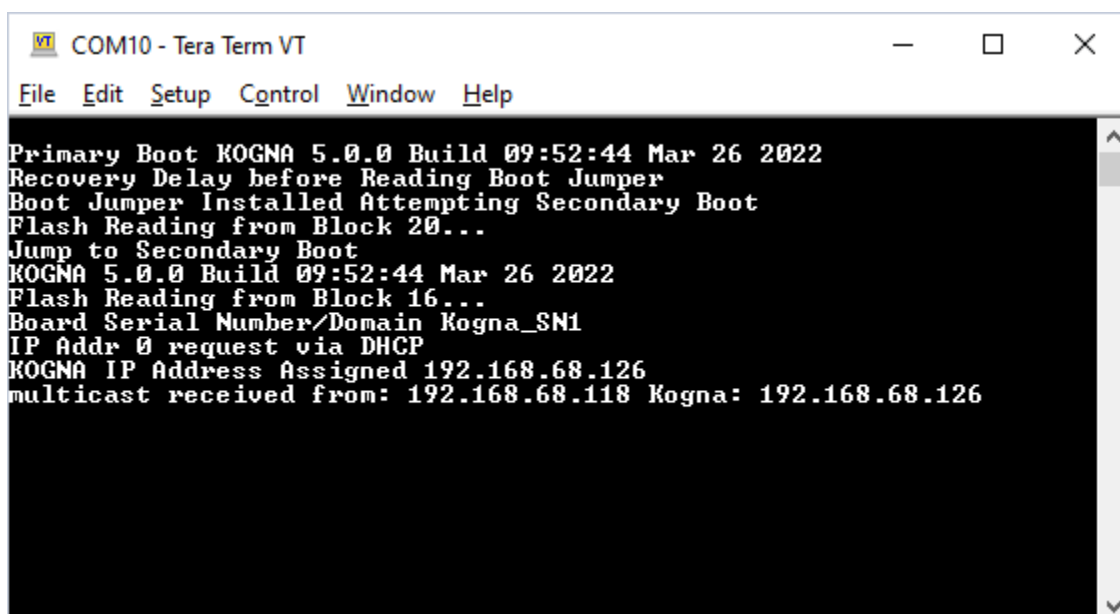 COM10 - Tera Term VT
File Edit Setup Control Window Help
Primary Boot KOGNA 5.0.0 Build 09:52:44 Mar 26 2022
Recovery Delay before Reading Boot Jumper
Boot Jumper Installed Attempting Secondary Boot
Flash Reading from Block 20...
Jump to Secondary Boot
KOGNA 5.0.0 Build 09:52:44 Mar 26 2022
Flash Reading from Block 16...
Board Serial Number/Domain Kogna_SN1
IP Addr 0 request via DHCP
KOGNA IP Address Assigned 192.168.68.126
multicast received from: 192.168.68.118 Kogna: 192.168.68.126